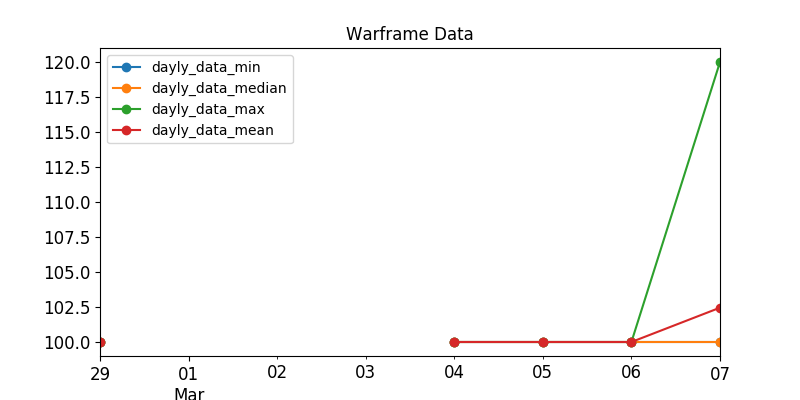 Warframe Data
dayly_data_min
dayly_data_median
dayly_data_max
dayly_data_mean
120.0
117.5
115.0
112.5
110.0
107.5
105.0
102.5
100.0
29 01 02 03 04 05 06 07
Mar